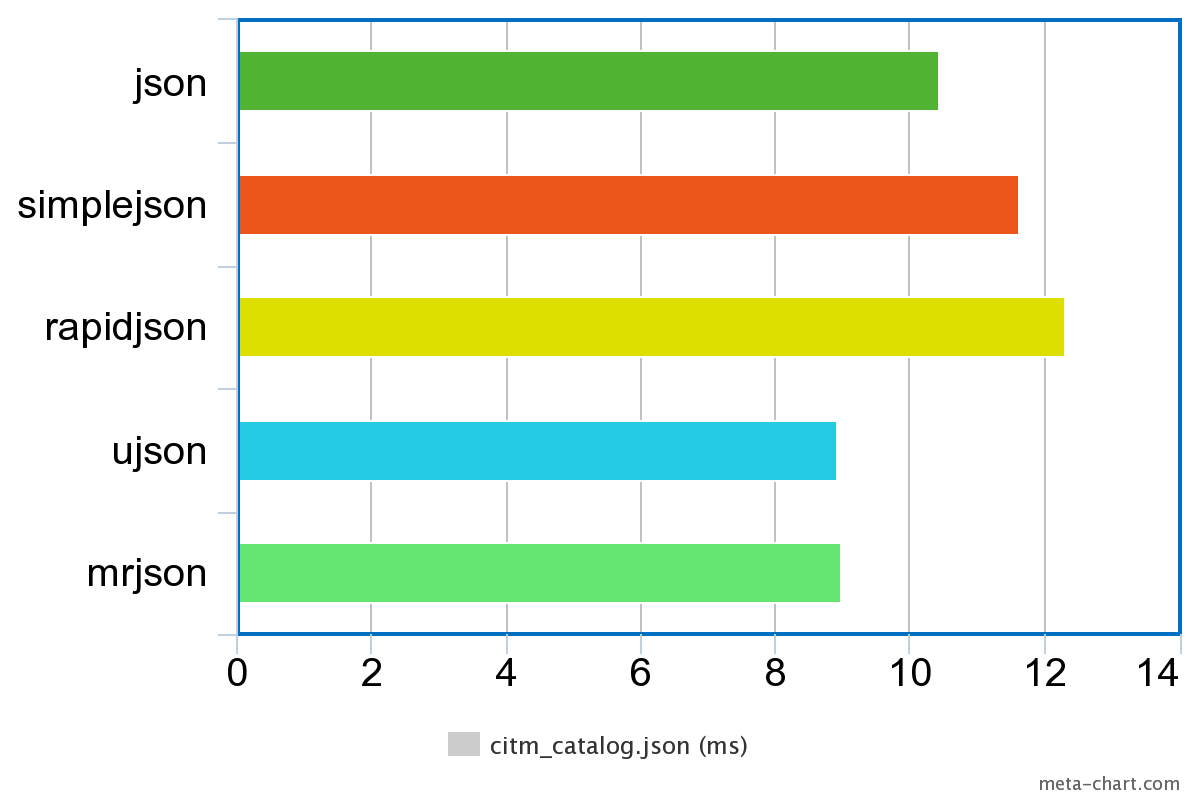 json
simplejson
rapidjson
ujson
mrjson
0 2 4 6 8 10 12 14
citm_catalog.json (ms)
meta-chart.com